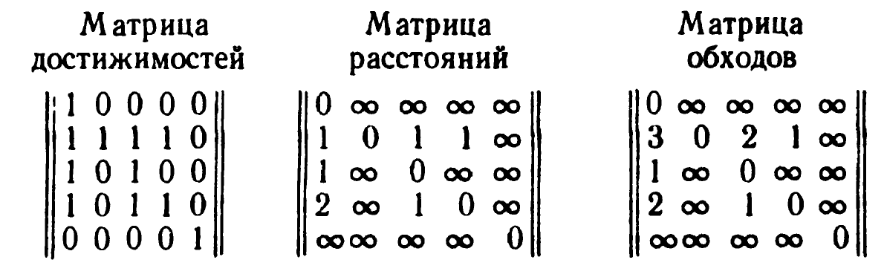 Матрица достижимостей
1 0 0 0 0
1 1 1 1 0
1 0 1 0 0
1 0 1 1 0
0 0 0 0 1
Матрица расстояний
0 ∞ ∞ ∞ ∞
1 0 1 1 ∞
1 ∞ 0 ∞ ∞
2 ∞ 1 0 ∞
∞ ∞ ∞ ∞ 0
Матрица обходов
0 ∞ ∞ ∞ ∞
3 0 2 1 ∞
1 ∞ 0 ∞ ∞
2 ∞ 1 0 ∞
∞ ∞ ∞ ∞ 0